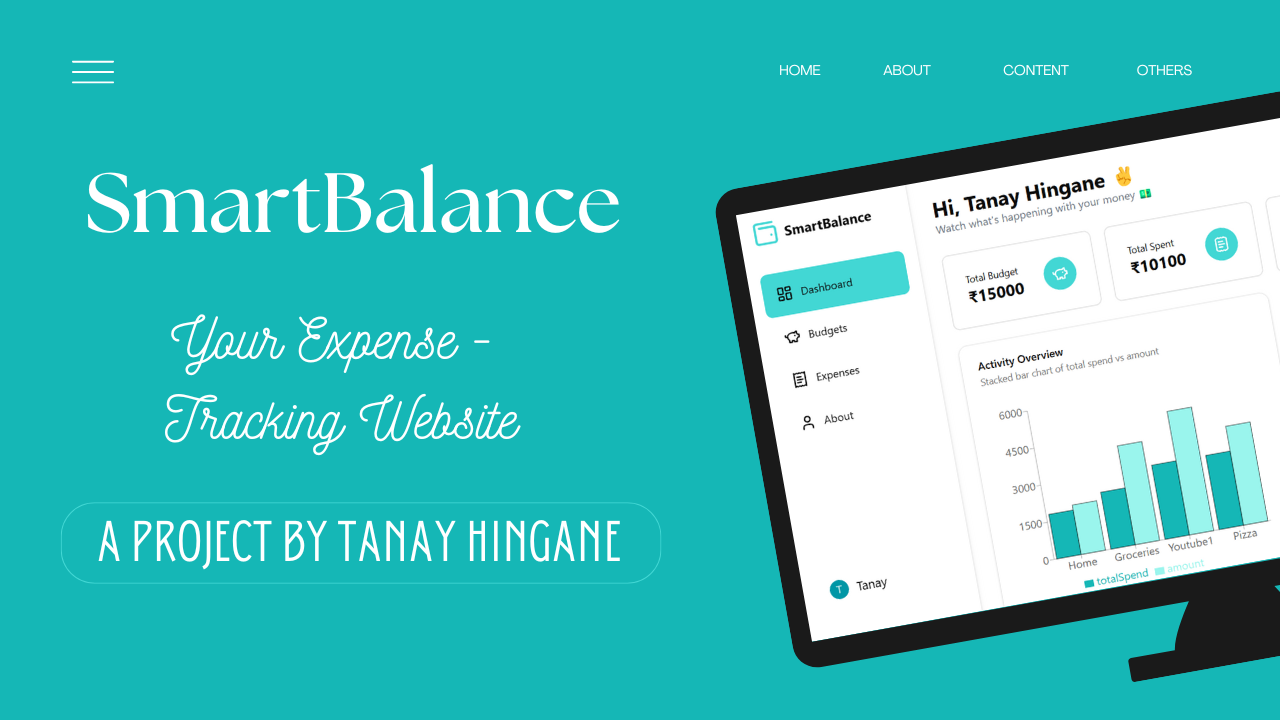 HOME ABOUT CONTENT OTHERS
SmartBalance
Your Expense -
Tracking Website
A PROJECT BY TANAY HINGANE
SmartBalance
Dashboard
Budgets
Expenses
About
T Tanay
Hi, Tanay Hingane ✌️
Watch what's happening with your money 💵
Total Budget
₹15000
Total Spent
₹10100
Activity Overview
Stacked bar chart of total spend vs amount
6000
4500
3000
1500
0
Home Groceries Youtube1 Pizza
totalSpend amount